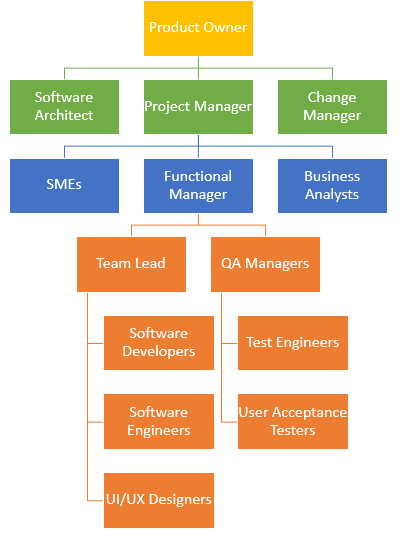 Product Owner
Software
Architect
Project Manager
Change
Manager
SMEs
Functional
Manager
Business
Analysts
Team Lead
QA Managers
Software
Developers
Test Engineers
Software
Engineers
User Acceptance
Testers
UI/UX Designers